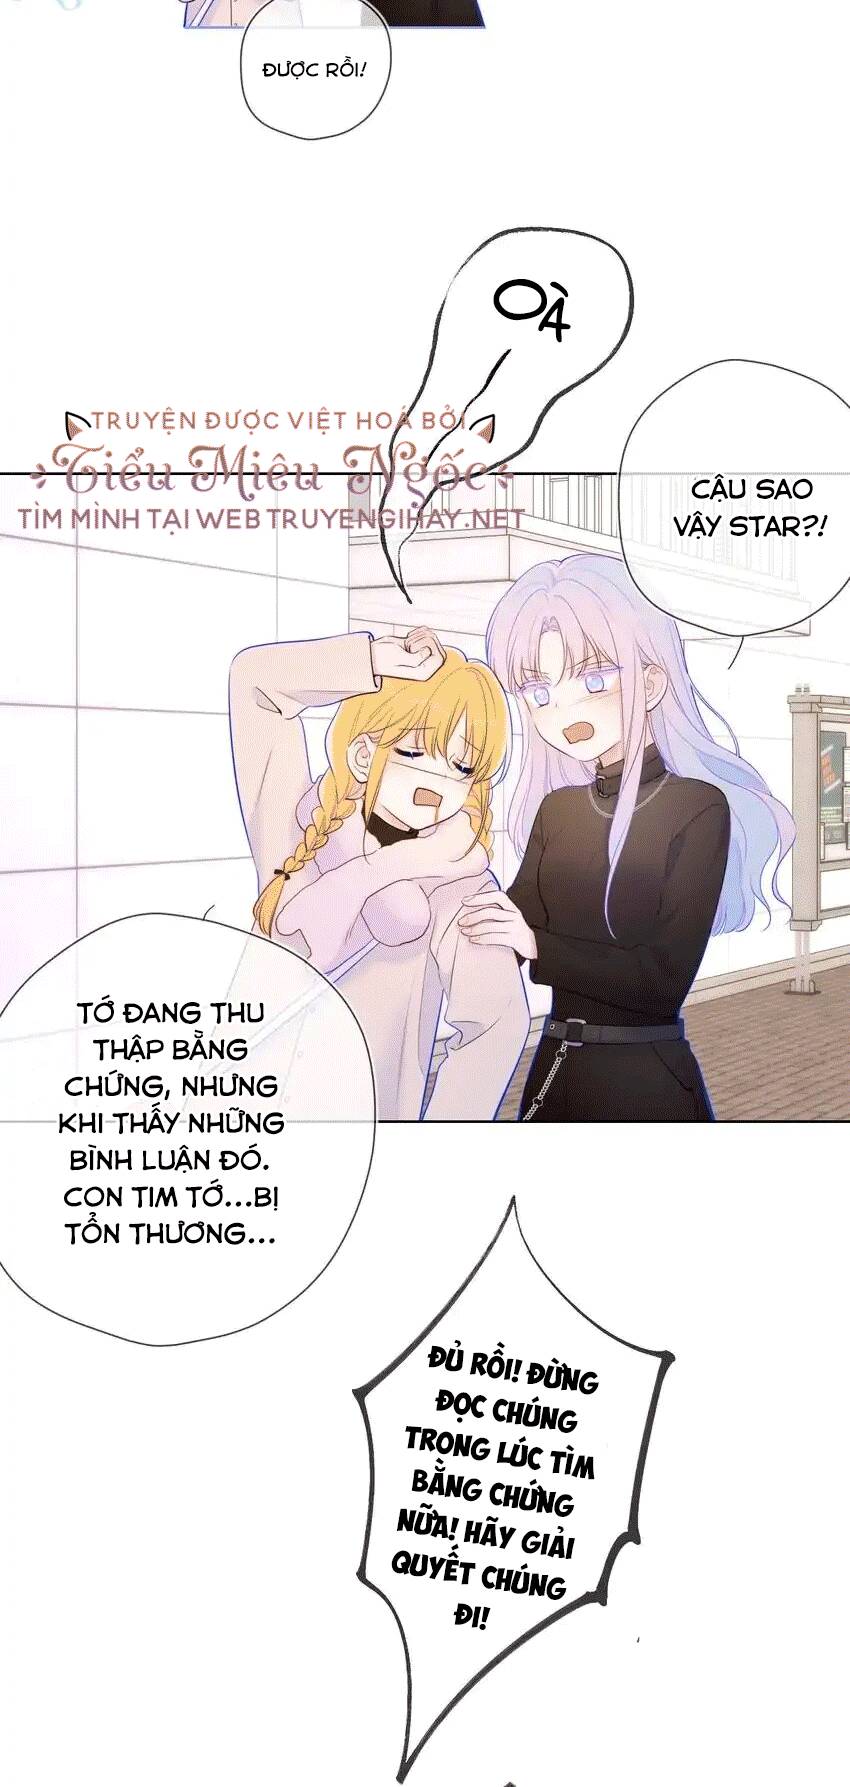 ĐƯỢC RỒI!
OÀ
TRUYỆN ĐƯỢC VIỆT HOÁ BỞI
Tiểu Miêu Ngốc
TÌM MÌNH TẠI WEB TRUYENGIHAY.NET
CẬU SAO
VẬY STAR?!
TỚ ĐANG THU
THẬP BẰNG
CHỨNG, NHƯNG
KHI THẤY NHỮNG
BÌNH LUẬN ĐÓ.
CON TIM TỚ...BỊ
TỔN THƯƠNG...
ĐỦ RỒI! ĐỪNG
ĐỌC CHÚNG
TRONG LÚC TÌM
BẰNG CHỨNG
NỮA! HÃY GIẢI
QUYẾT CHÚNG
ĐI!